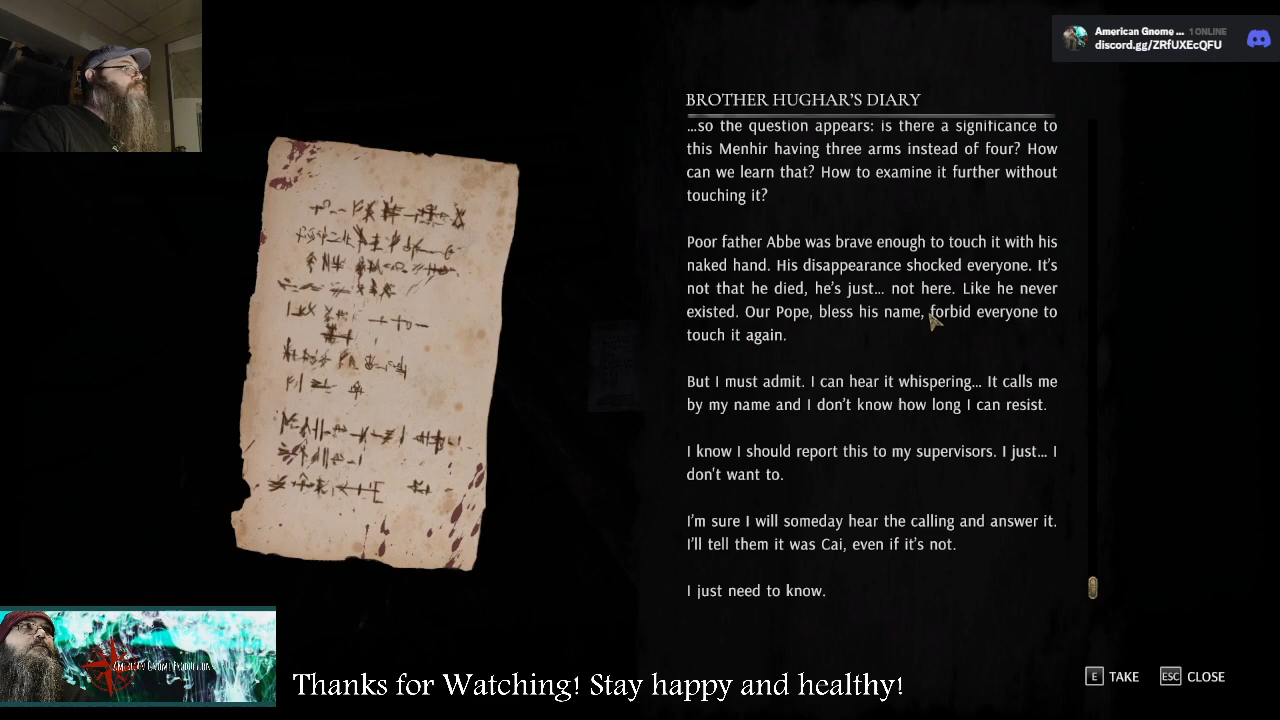 American Gnome ... 1 ONLINE
discord.gg/ZRfUXEcQFU
BROTHER HUGHAR'S DIARY
...so the question appears: is there a significance to
this Menhir having three arms instead of four? How
can we learn that? How to examine it further without
touching it?
Poor father Abbe was brave enough to touch it with his
naked hand. His disappearance shocked everyone. It's
not that he died, he's just... not here. Like he never
existed. Our Pope, bless his name, forbid everyone to
touch it again.
But I must admit. I can hear it whispering... It calls me
by my name and I don't know how long I can resist.
I know I should report this to my supervisors. I just... I
don't want to.
I'm sure I will someday hear the calling and answer it.
I'll tell them it was Cai, even if it's not.
I just need to know.
AMERICAN GNOME PRODUCTIONS
Thanks for Watching! Stay happy and healthy!
E TAKE ESC CLOSE